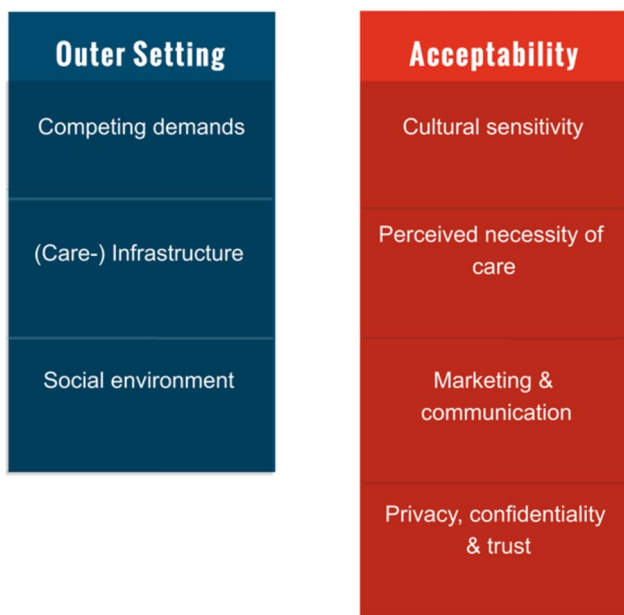 Outer Setting
Competing demands
(Care-) Infrastructure
Social environment
Acceptability
Cultural sensitivity
Perceived necessity of
care
Marketing &
communication
Privacy, confidentiality
& trust